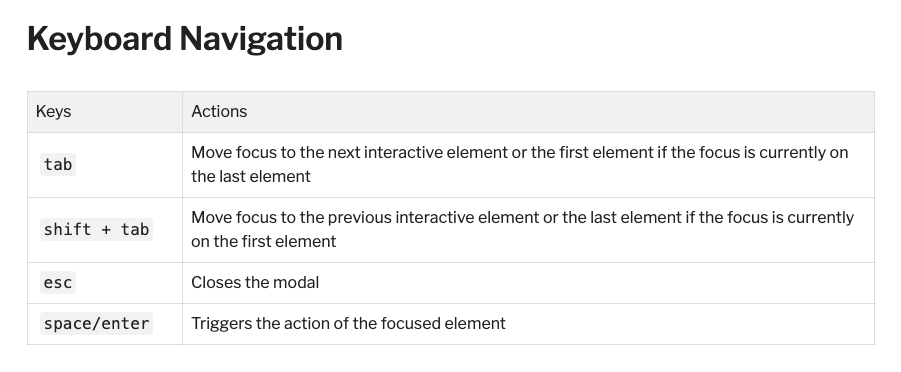 Keyboard Navigation
Keys Actions
tab Move focus to the next interactive element or the first element if the focus is currently on
the last element
shift + tab Move focus to the previous interactive element or the last element if the focus is currently
on the first element
esc Closes the modal
space/enter Triggers the action of the focused element